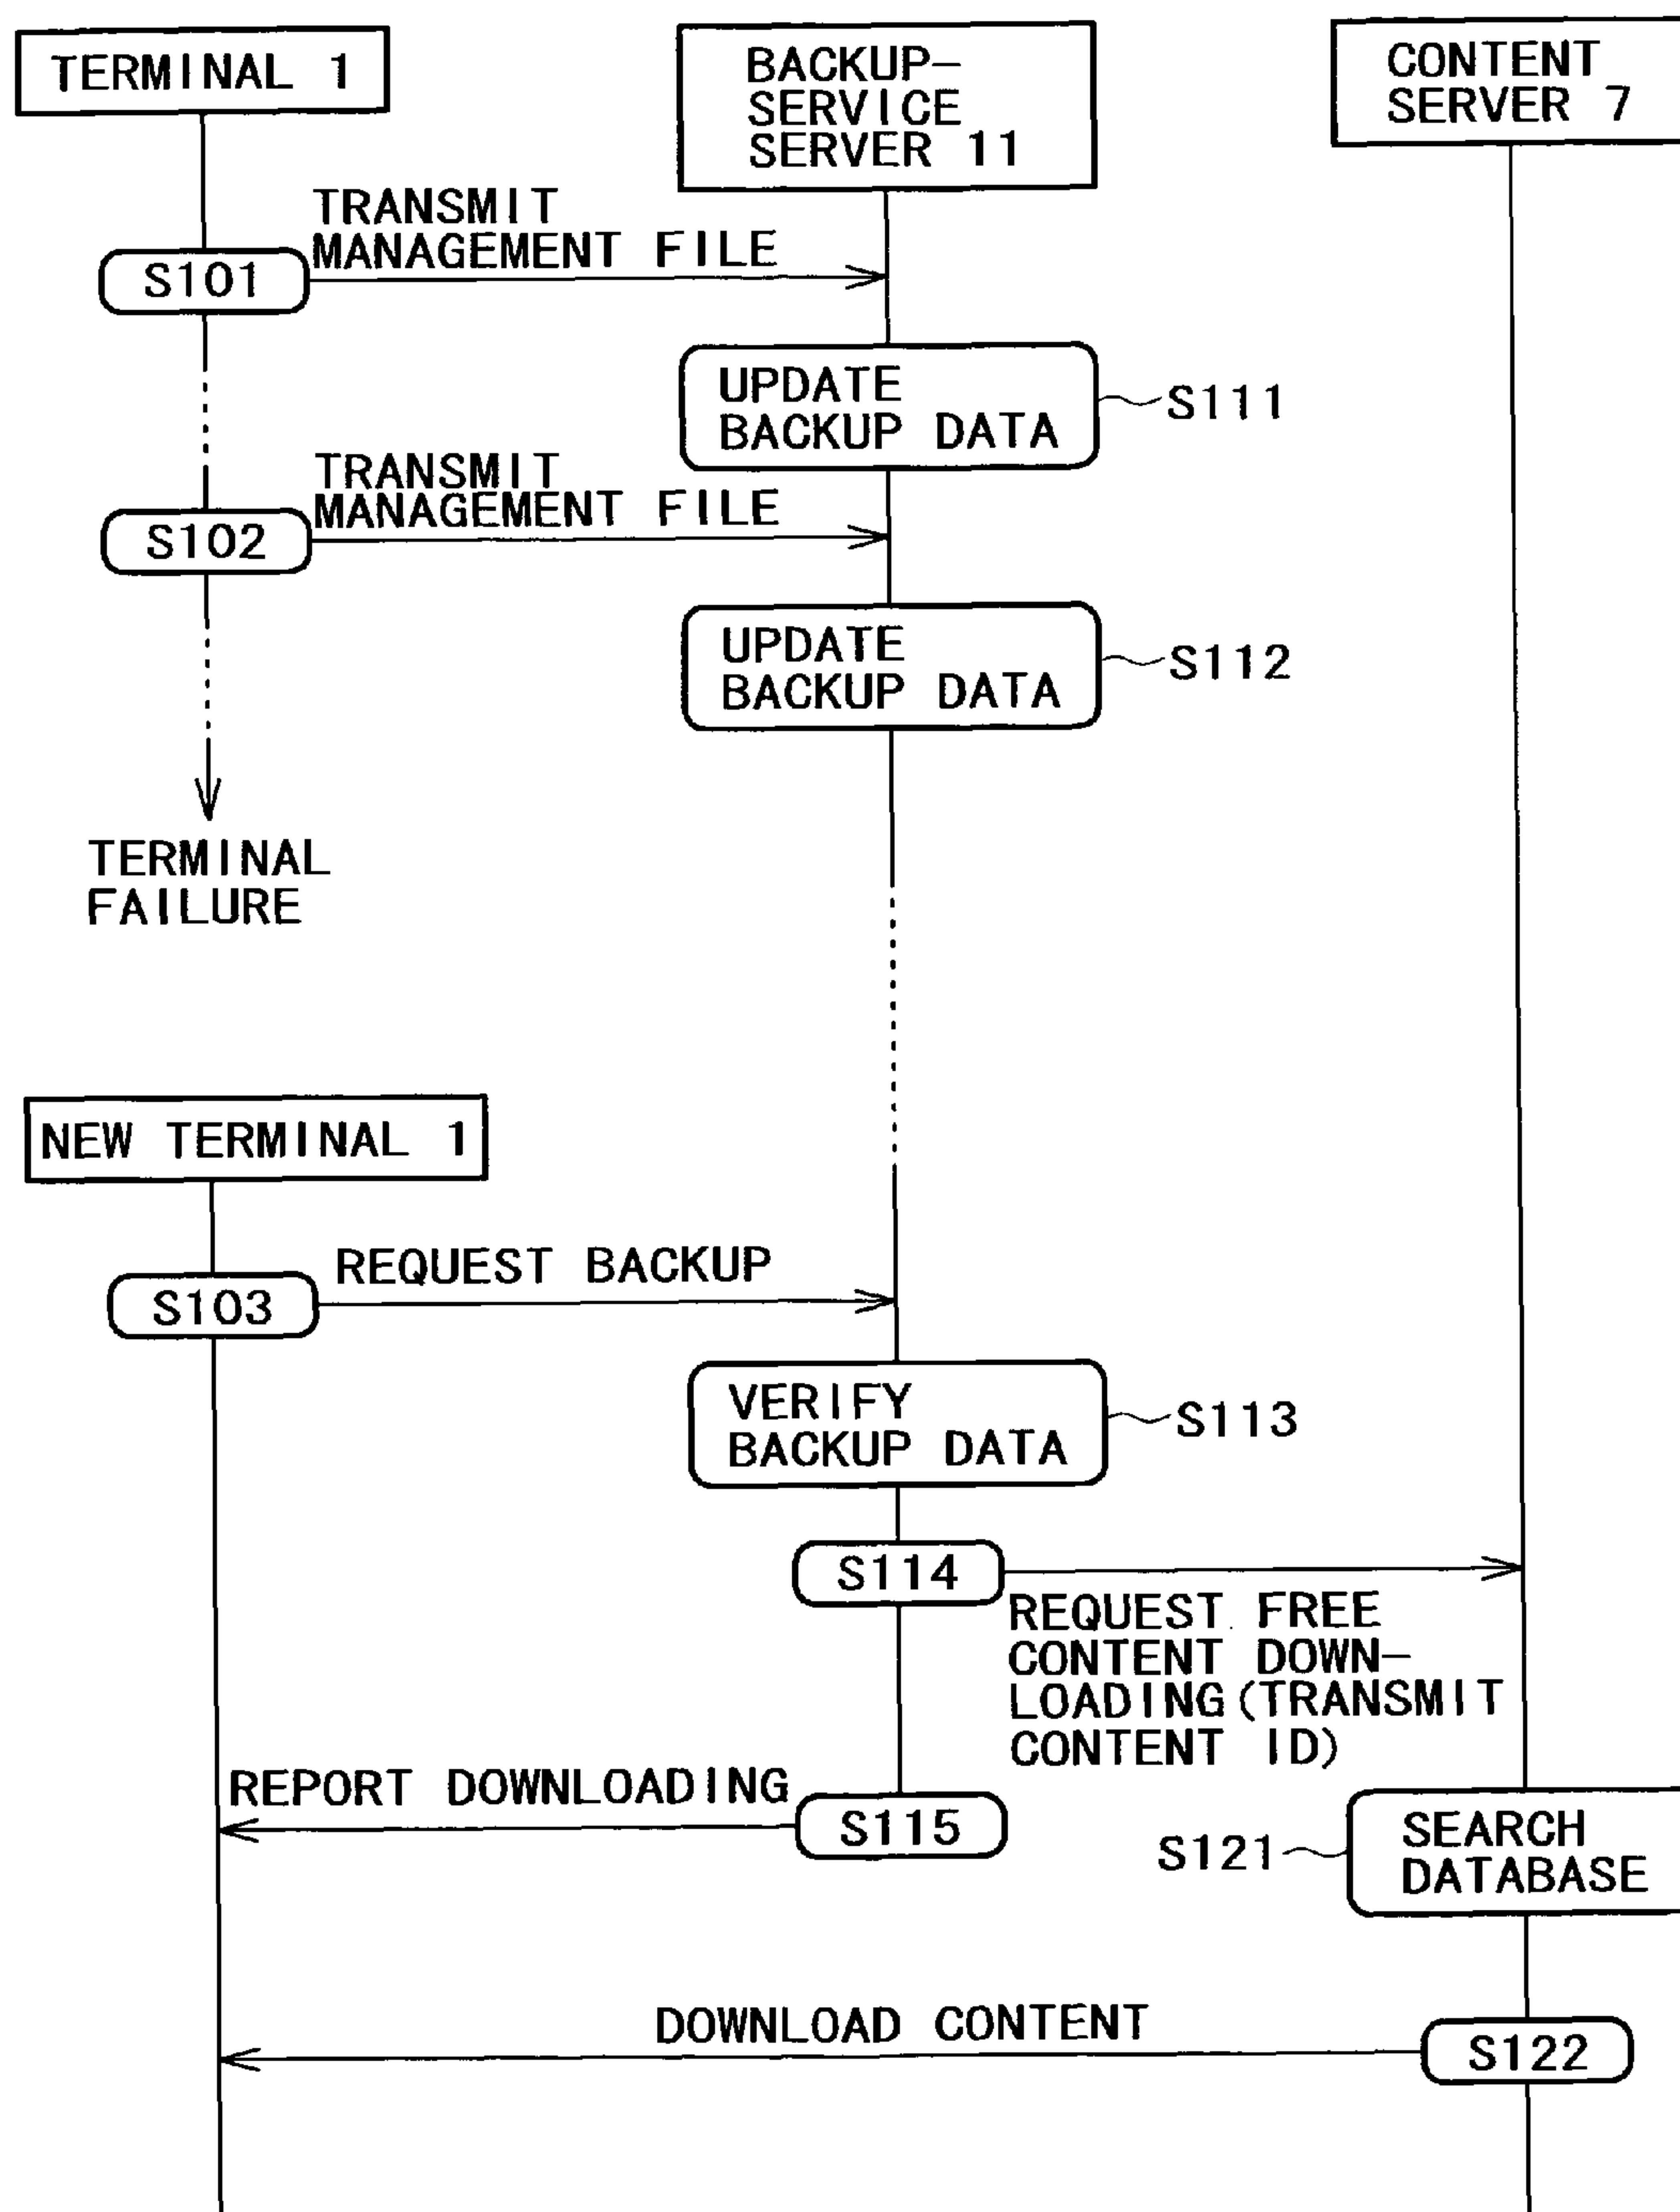 TERMINAL 1
BACKUP-
SERVICE
SERVER 11
CONTENT
SERVER 7
TRANSMIT
MANAGEMENT FILE
S101
UPDATE
BACKUP DATA
S111
TRANSMIT
MANAGEMENT FILE
S102
UPDATE
BACKUP DATA
S112
TERMINAL
FAILURE
NEW TERMINAL 1
REQUEST BACKUP
S103
VERIFY
BACKUP DATA
S113
S114
REQUEST FREE
CONTENT DOWN-
LOADING (TRANSMIT
CONTENT ID)
REPORT DOWNLOADING
S115
S121
SEARCH
DATABASE
DOWNLOAD CONTENT
S122